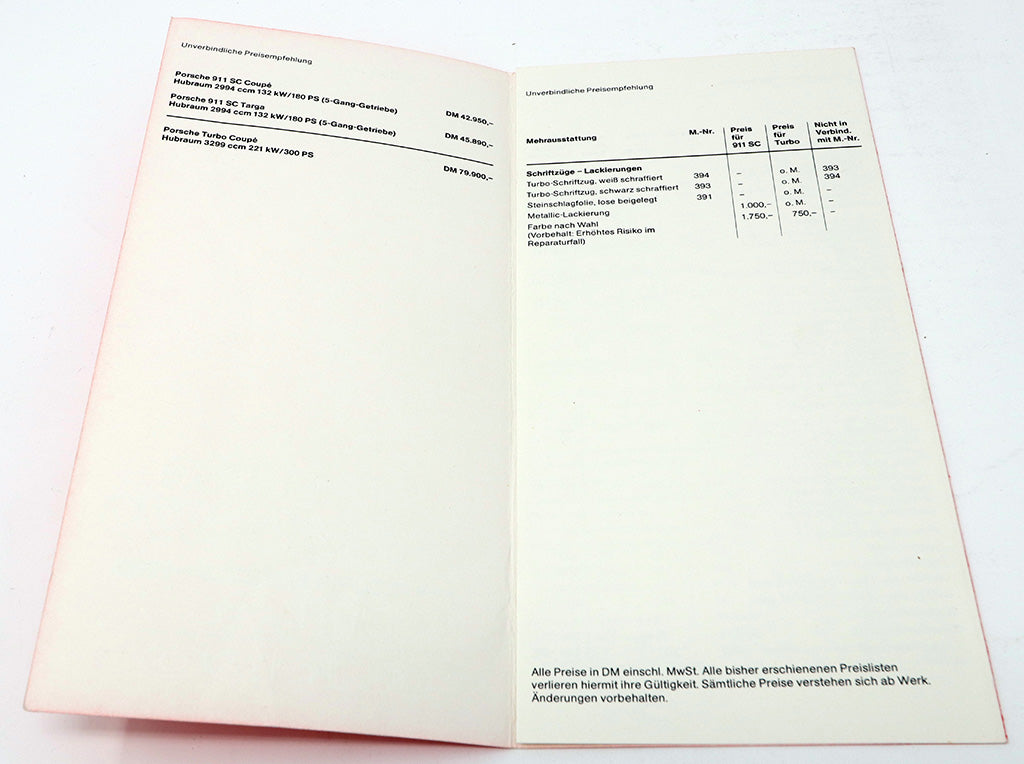 Unverbindliche Preisempfehlung
Porsche 911 SC Coupé
Hubraum 2994 ccm 132 kW/180 PS (5-Gang-Getriebe) DM 42.950,–
Porsche 911 SC Targa
Hubraum 2994 ccm 132 kW/180 PS (5-Gang-Getriebe) DM 45.890,–
Porsche Turbo Coupé
Hubraum 3299 ccm 221 kW/300 PS DM 79.900,–
Unverbindliche Preisempfehlung
Mehrausstattung M.-Nr. Preis für 911 SC Preis für Turbo Nicht in Verbind. mit M.-Nr.
Schriftzüge – Lackierungen
Turbo-Schriftzug, weiß schraffiert 394 – o. M. 393
Turbo-Schriftzug, schwarz schraffiert 393 – o. M. 394
Steinschlagfolie, lose beigelegt 391 – o. M. –
Metallic-Lackierung 1.000,– o. M. –
Farbe nach Wahl 1.750,– 750,– –
(Vorbehalt: Erhöhtes Risiko im
Reparaturfall)
Alle Preise in DM einschl. MwSt. Alle bisher erschienenen Preislisten
verlieren hiermit ihre Gültigkeit. Sämtliche Preise verstehen sich ab Werk.
Änderungen vorbehalten.